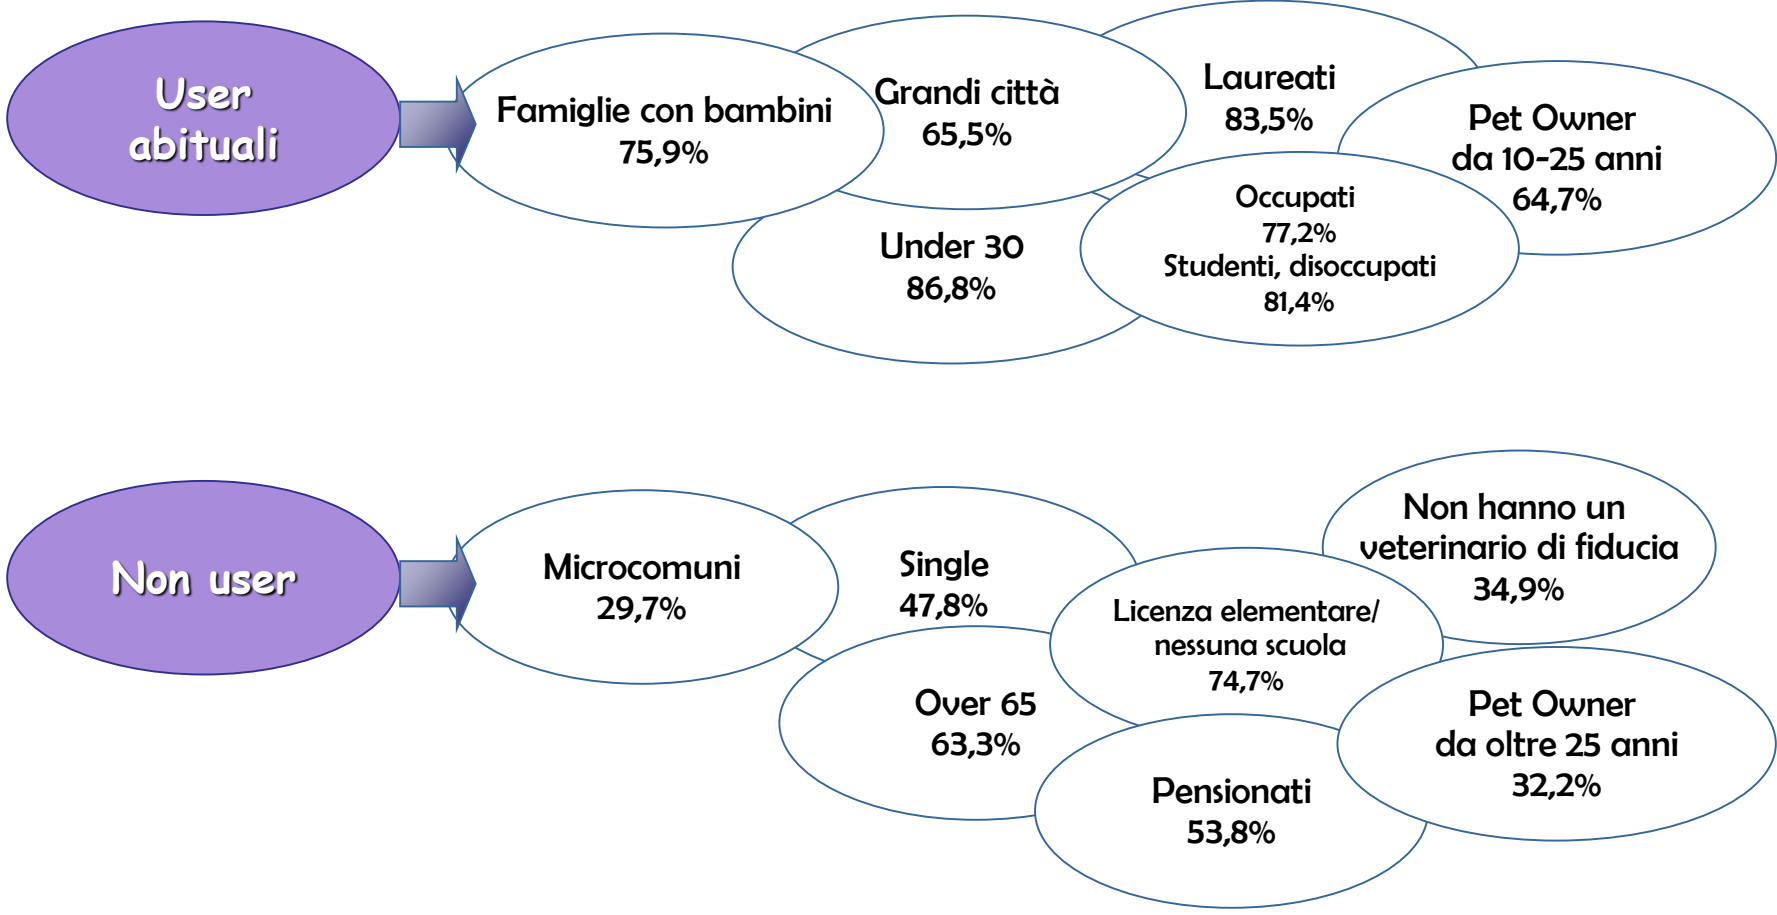 User
abituali
Famiglie con bambini
75,9%
Grandi città
65,5%
Laureati
83,5%
Pet Owner
da 10-25 anni
64,7%
Under 30
86,8%
Occupati
77,2%
Studenti, disoccupati
81,4%
Non user
Microcomuni
29,7%
Single
47,8%
Non hanno un
veterinario di fiducia
34,9%
Licenza elementare/
nessuna scuola
74,7%
Over 65
63,3%
Pet Owner
da oltre 25 anni
32,2%
Pensionati
53,8%